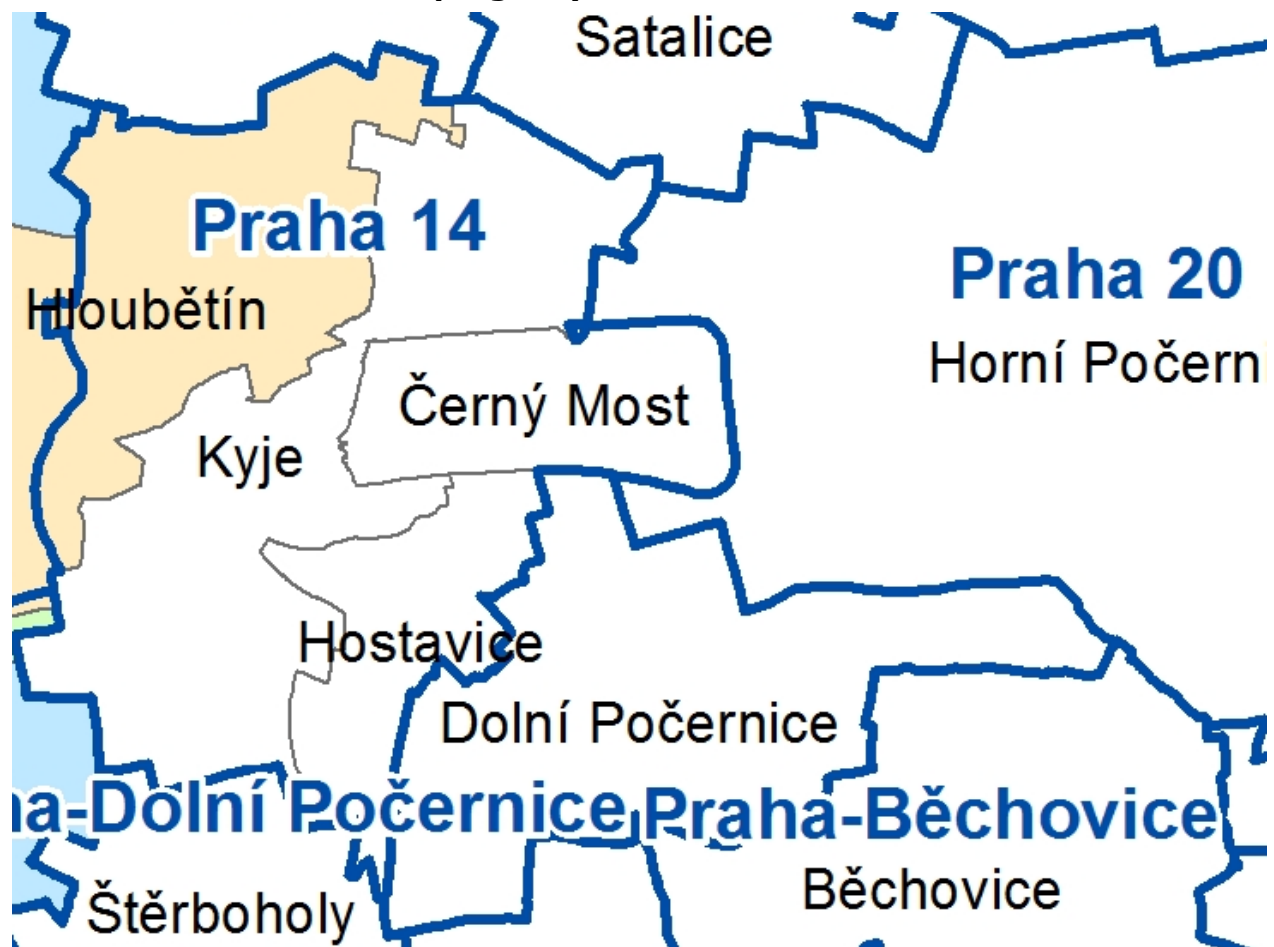 Satalice
Praha 14
Praha 20
Hloubětín
Horní Počerni
Černý Most
Kyje
Hostavice
Dolní Počernice
ha-Dolní Počernice
Praha-Běchovice
Běchovice
Štěrboholy